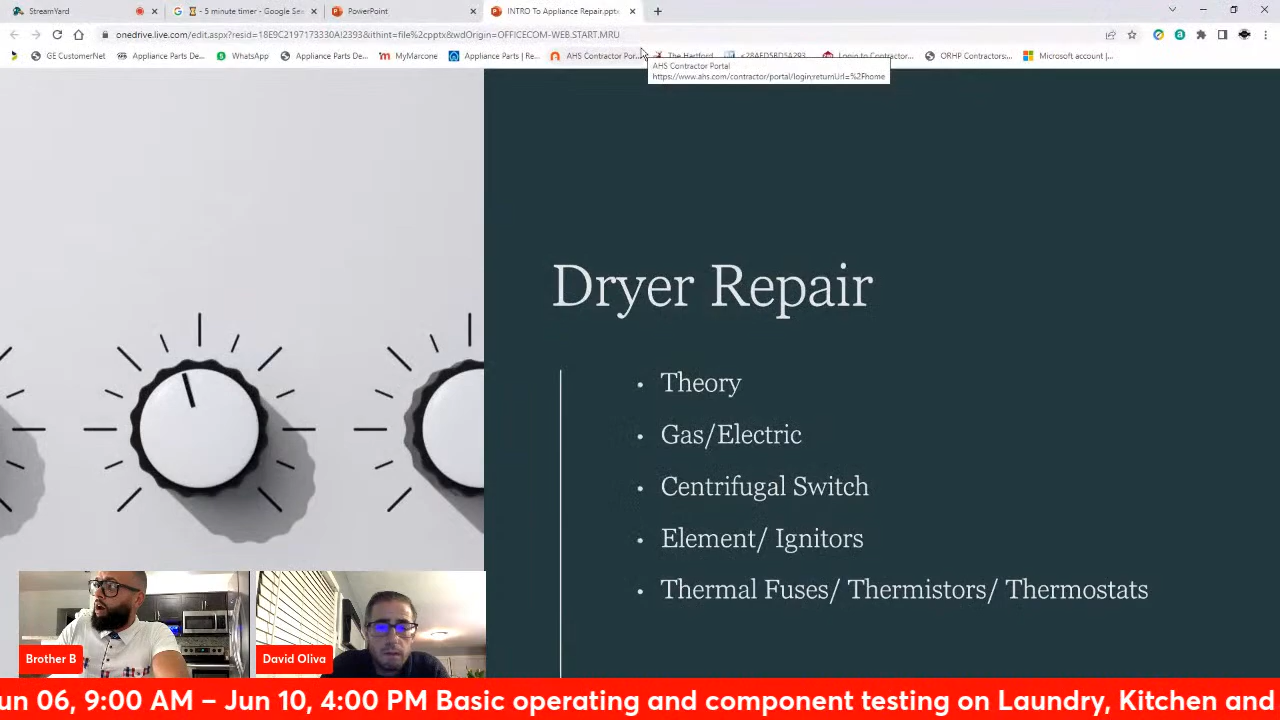 StreamYard
- 5 minute timer - Google Sea
PowerPoint
INTRO To Appliance Repair.pptx
onedrive.live.com/edit.aspx?resid=18E9C2197173330A!2393&ithint=file%2cpptx&wdOrigin=OFFICECOM-WEB.START.MRU
GE CustomerNet
Appliance Parts De...
WhatsApp
Appliance Parts De...
MyMarcone
Appliance Parts | Re...
AHS Contractor Por...
The Hartford
Login to Contractor...
ORHP Contractors:...
Microsoft account |...
AHS Contractor Portal
https://www.ahs.com/contractor/portal/login;returnUrl=%2Fhome
Dryer Repair
• Theory
• Gas/Electric
• Centrifugal Switch
• Element/ Ignitors
• Thermal Fuses/ Thermistors/ Thermostats
Brother B
David Oliva
un 06, 9:00 AM – Jun 10, 4:00 PM Basic operating and component testing on Laundry, Kitchen and